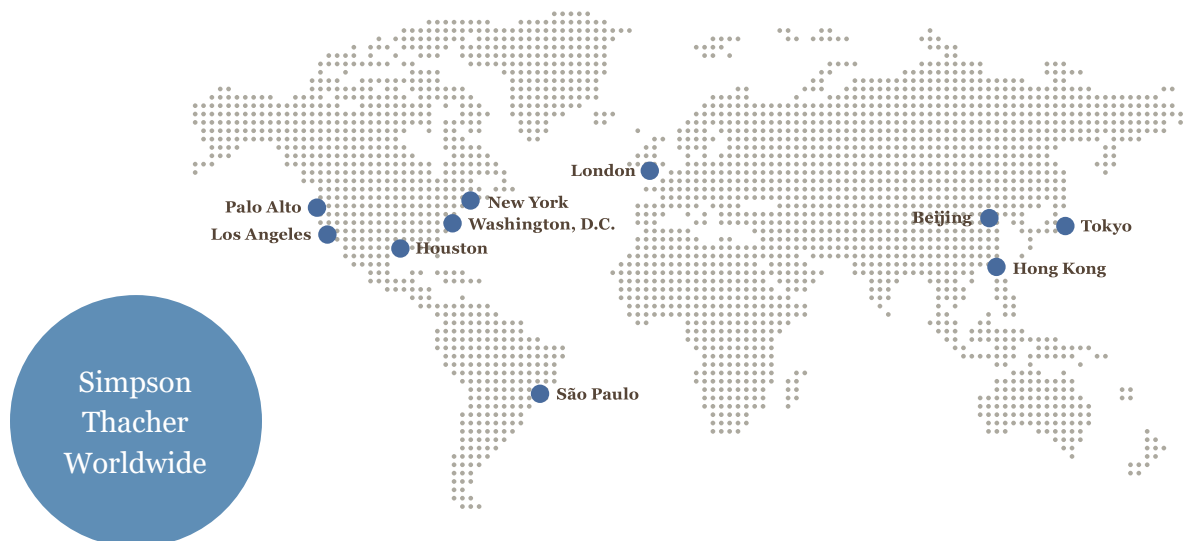 London
Palo Alto
New York
Washington, D.C.
Los Angeles
Houston
Beijing
Tokyo
Hong Kong
São Paulo
Simpson
Thacher
Worldwide